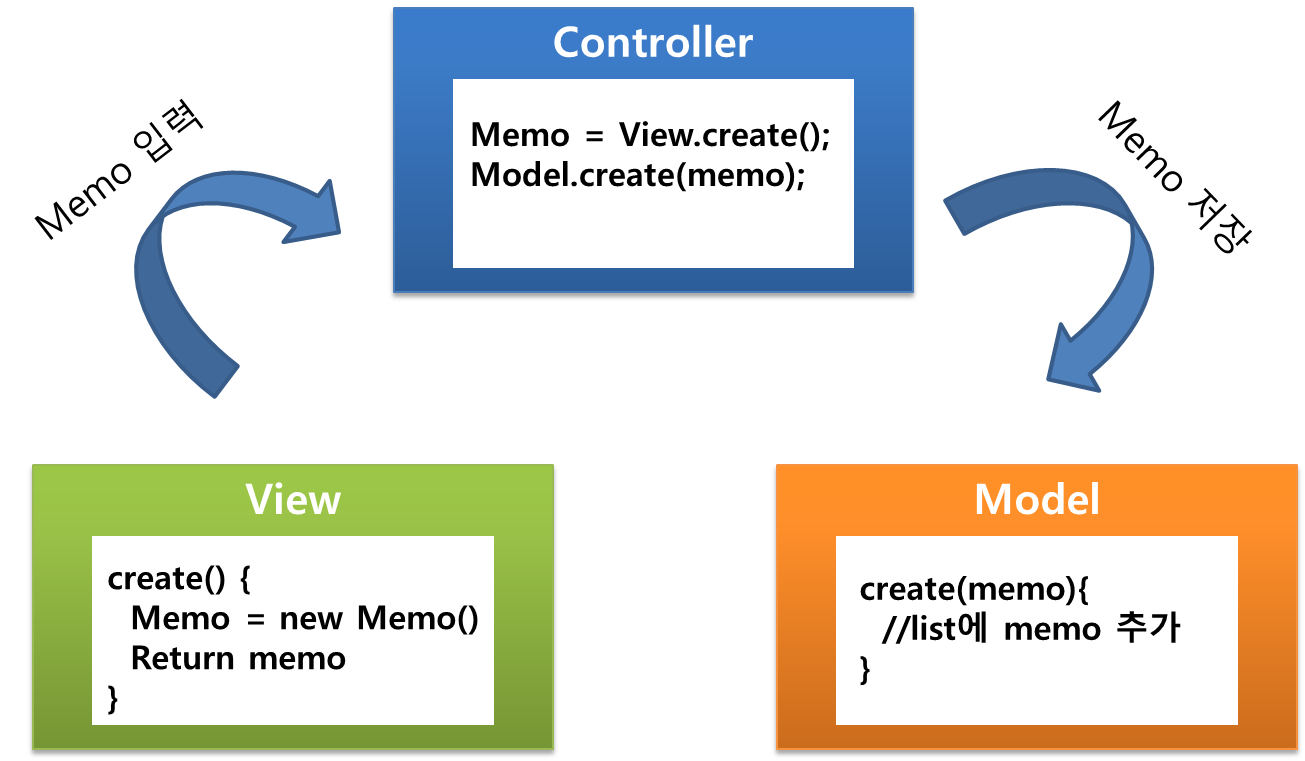 Controller
Memo = View.create();
Model.create(memo);
Memo 입력
Memo 저장
View
create() {
Memo = new Memo()
Return memo
}
Model
create(memo){
//list에 memo 추가
}